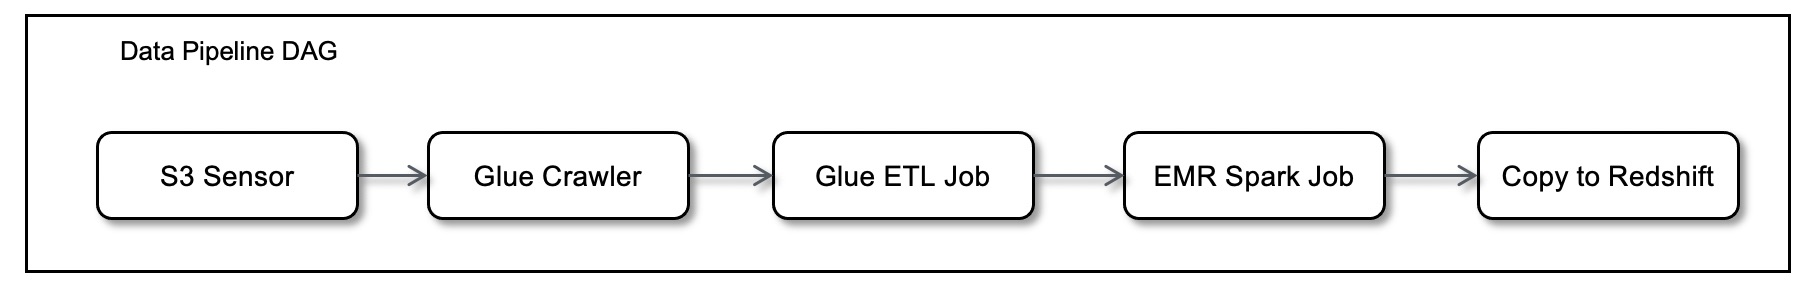 Data Pipeline DAG
S3 Sensor
Glue Crawler
Glue ETL Job
EMR Spark Job
Copy to Redshift